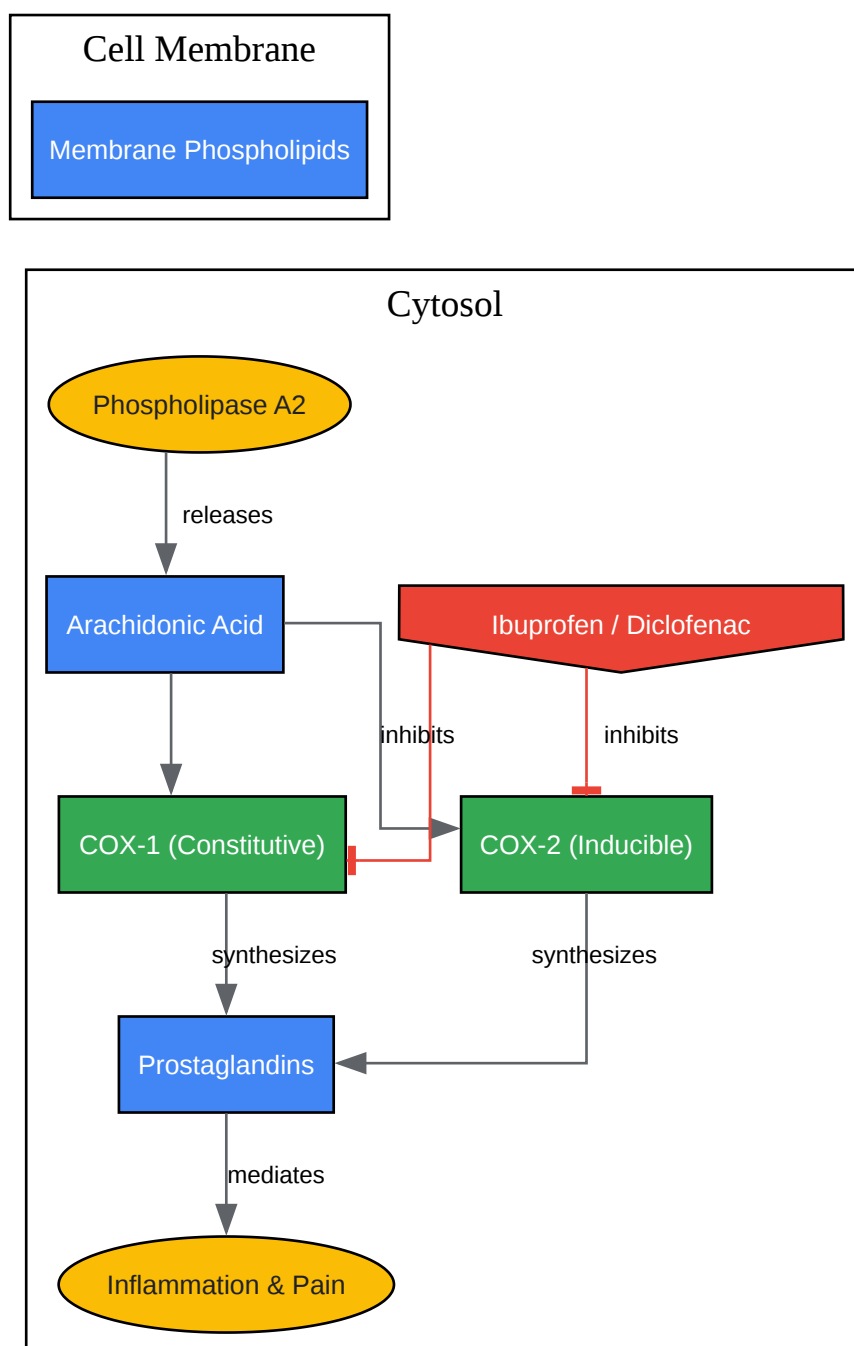 Cell Membrane
Membrane Phospholipids
Cytosol
Phospholipase A2
releases
Arachidonic Acid
Ibuprofen / Diclofenac
inhibits
inhibits
COX-1 (Constitutive)
COX-2 (Inducible)
synthesizes
synthesizes
Prostaglandins
mediates
Inflammation & Pain